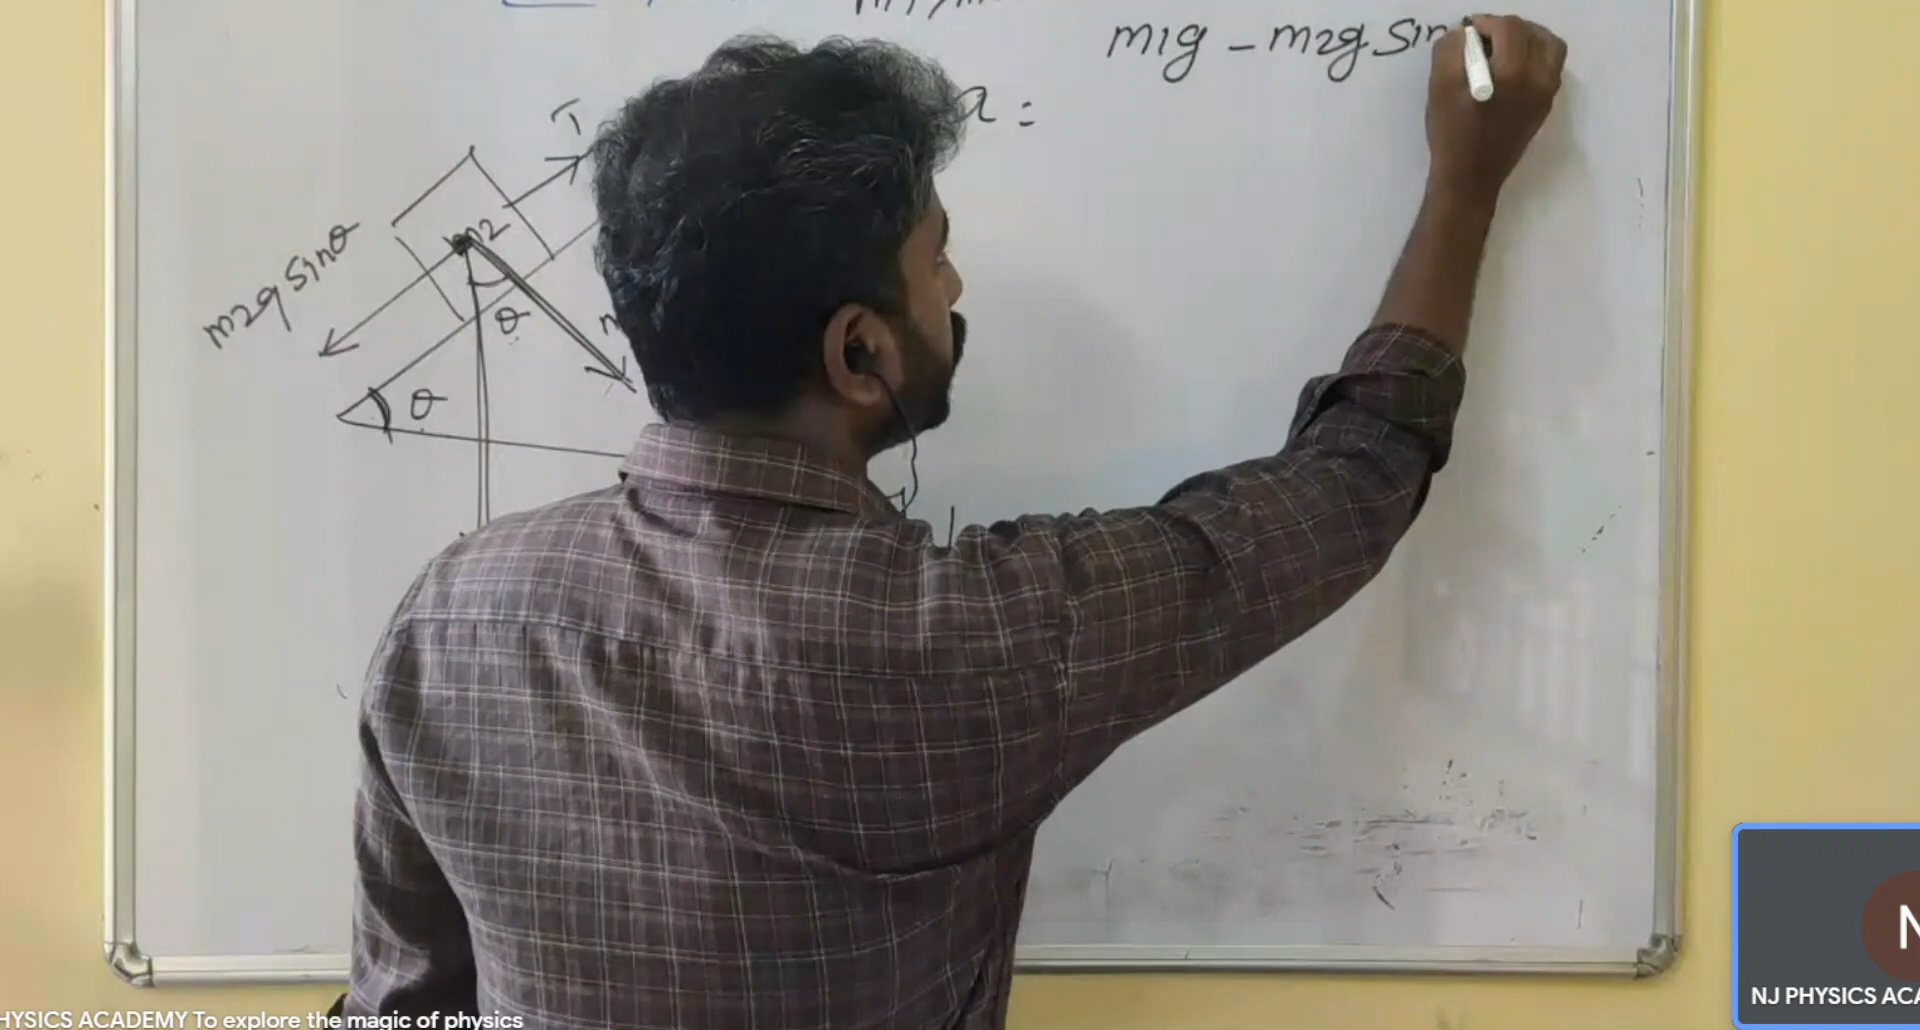 m1g - m2g sin
a =
T
m2
m2g sinθ
θ
θ
HYSICS ACADEMY To explore the magic of physics
N
NJ PHYSICS ACA